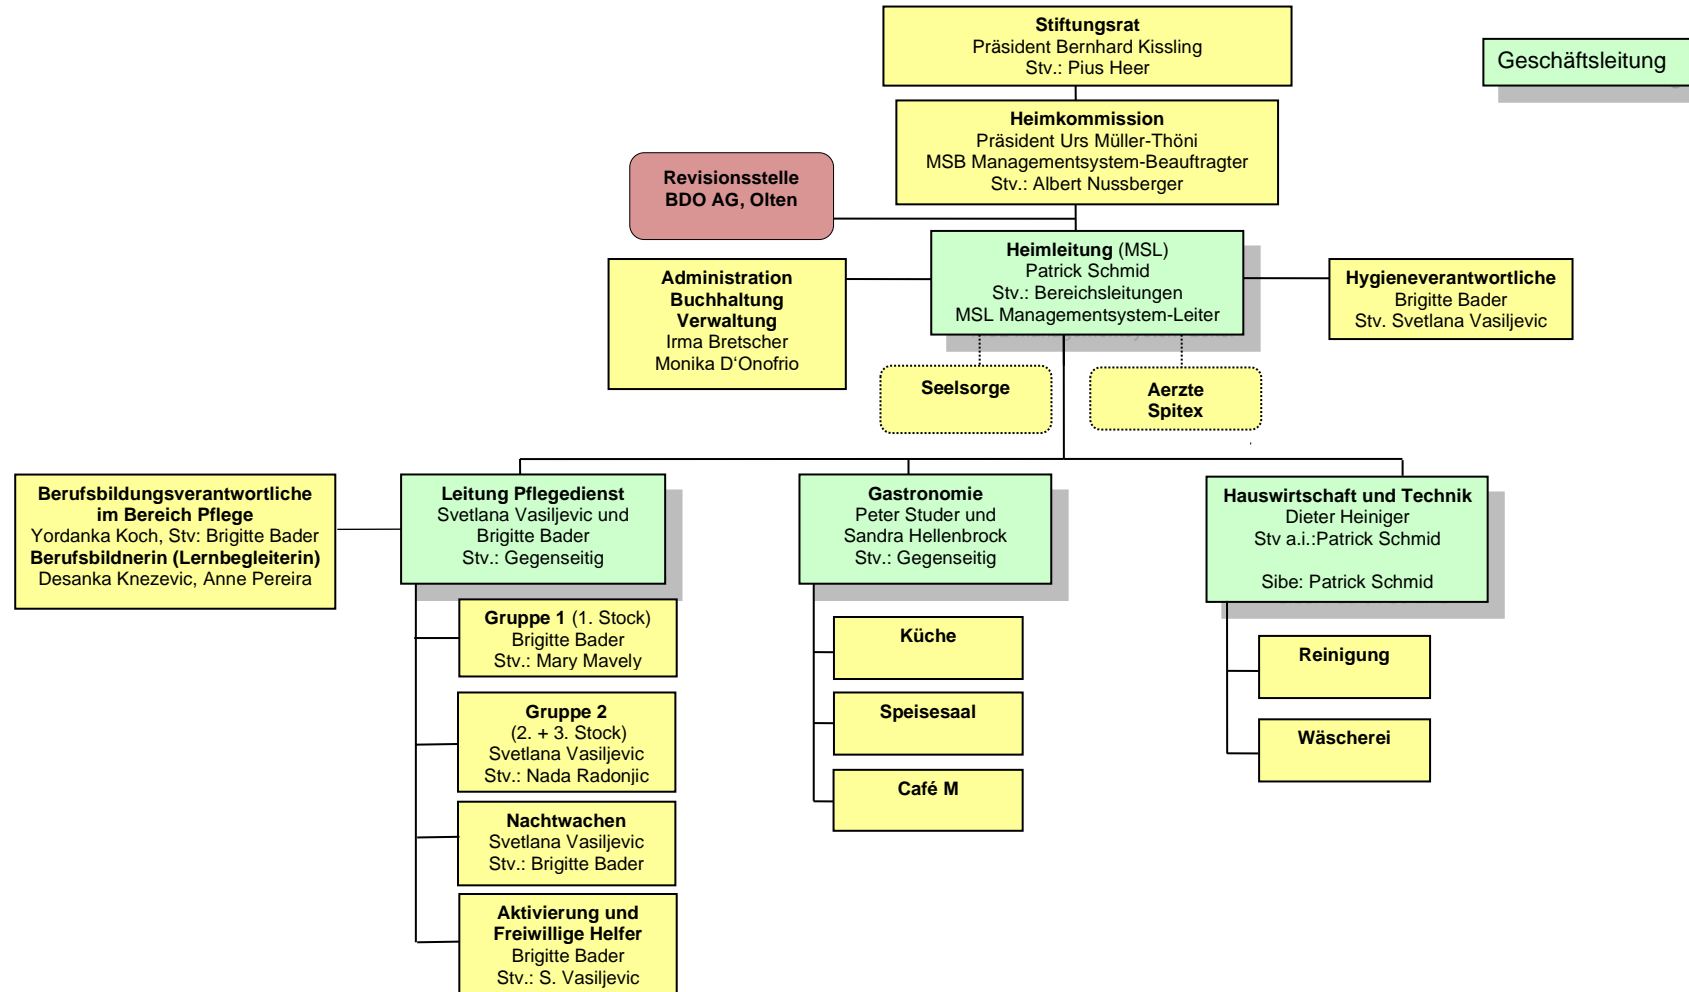 Stiftungsrat
Präsident Bernhard Kissling
Stv.: Pius Heer
Geschäftsleitung
Heimkommission
Präsident Urs Müller-Thöni
MSB Managementsystem-Beauftragter
Stv.: Albert Nussberger
Revisionsstelle
BDO AG, Olten
Heimleitung (MSL)
Patrick Schmid
Stv.: Bereichsleitungen
MSL Managementsystem-Leiter
Administration
Buchhaltung
Verwaltung
Irma Bretscher
Monika D‘Onofrio
Hygieneverantwortliche
Brigitte Bader
Stv. Svetlana Vasiljevic
Seelsorge
Aerzte
Spitex
Berufsbildungsverantwortliche
im Bereich Pflege
Yordanka Koch, Stv: Brigitte Bader
Berufsbildnerin (Lernbegleiterin)
Desanka Knezevic, Anne Pereira
Leitung Pflegedienst
Svetlana Vasiljevic und
Brigitte Bader
Stv.: Gegenseitig
Gastronomie
Peter Studer und
Sandra Hellenbrock
Stv.: Gegenseitig
Hauswirtschaft und Technik
Dieter Heiniger
Stv a.i.:Patrick Schmid
Sibe: Patrick Schmid
Gruppe 1 (1. Stock)
Brigitte Bader
Stv.: Mary Mavely
Gruppe 2
(2. + 3. Stock)
Svetlana Vasiljevic
Stv.: Nada Radonjic
Nachtwachen
Svetlana Vasiljevic
Stv.: Brigitte Bader
Aktivierung und
Freiwillige Helfer
Brigitte Bader
Stv.: S. Vasiljevic
Küche
Speisesaal
Café M
Reinigung
Wäscherei